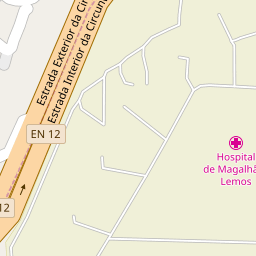 Estrada Exterior da Ci
Estrada Interior da Circun
EN 12
12
Hospital
de Magalhã
Lemos